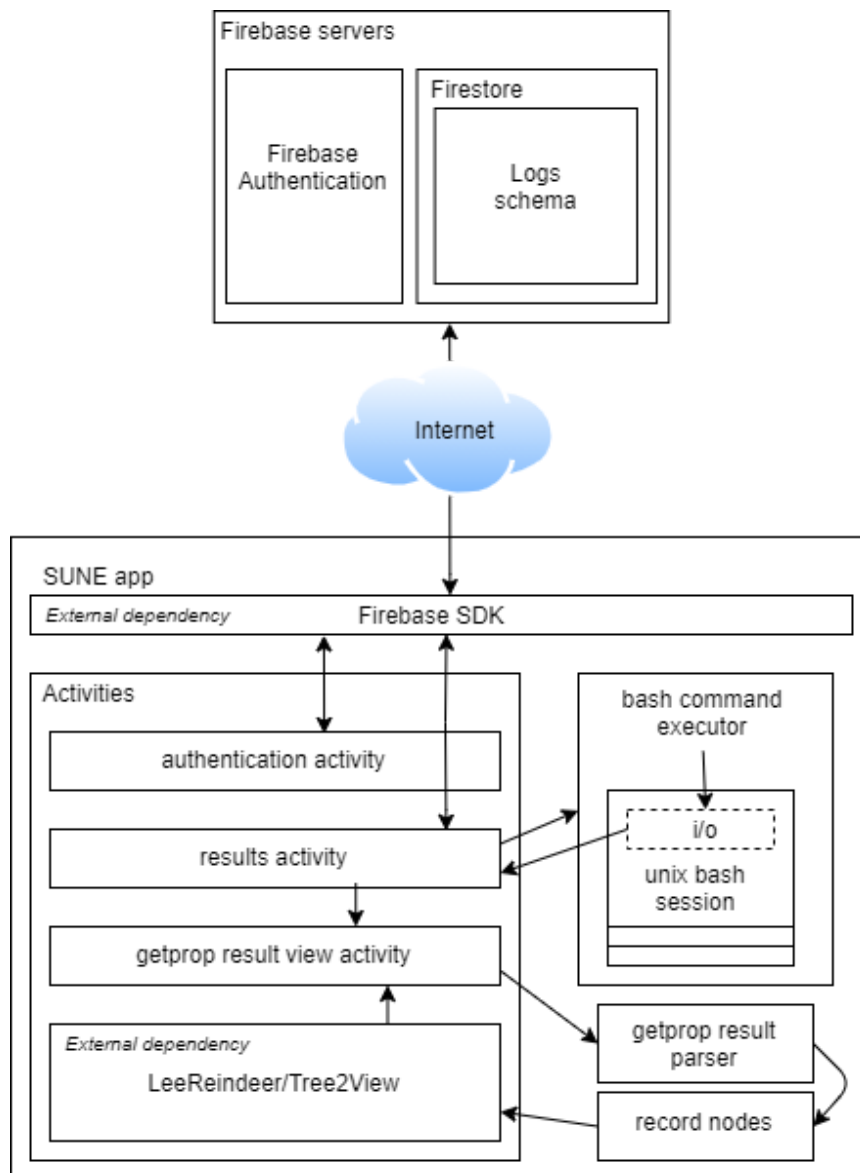 Firebase servers
Firebase
Authentication
Firestore
Logs
schema
Internet
SUNE app
External dependency
Firebase SDK
Activities
authentication activity
results activity
getprop result view activity
External dependency
LeeReindeer/Tree2View
bash command
executor
i/o
unix bash
session
getprop result
parser
record nodes